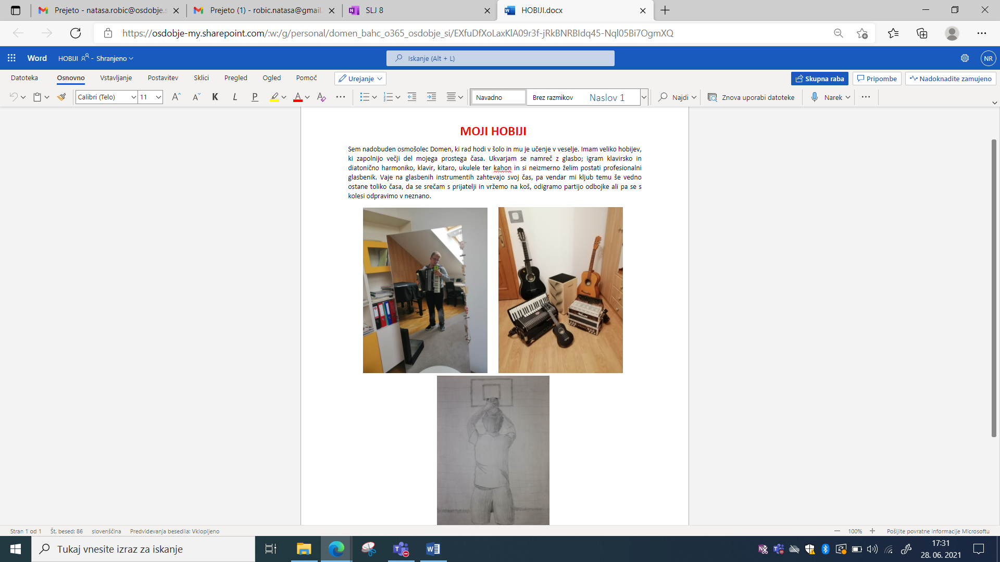 Prejeto - natasa.robic@osdobje.s
Prejeto (1) - robic.natasa@gmail.
SLJ 8
HOBIJI.docx
https://osdobje-my.sharepoint.com/:w:/g/personal/domen_bahc_o365_osdobje_si/EXfuDfXoLaxKlA09r3f-jRkBNRBIdq45-Nql05Bi7OgmXQ
Word HOBIJI - Shranjeno
Iskanje (Alt + L)
NR
Datoteka Osnovno Vstavljanje Postavitev Sklici Pregled Ogled Pomoč Urejanje Skupna raba Pripombe Nadoknadite zamujeno
Calibri (Telo) 11 A A K L P A A Navadno Brez razmikov Naslov 1 Najdi Znova uporabi datoteke Narek
MOJI HOBIJI
Sem nadobuden osmošolec Domen, ki rad hodi v šolo in mu je učenje v veselje. Imam veliko hobijev,
ki zapolnijo večji del mojega prostega časa. Ukvarjam se namreč z glasbo; igram klavirsko in
diatonično harmoniko, klavir, kitaro, ukulele ter kahon in si neizmerno želim postati profesionalni
glasbenik. Vaje na glasbenih instrumentih zahtevajo svoj čas, pa vendar mi kljub temu še vedno
ostane toliko časa, da se srečam s prijatelji in vržemo na koš, odigramo partijo odbojke ali pa se s
kolesi odpravimo v neznano.
Stran 1 od 1 Št. besed: 86 slovenščina Predvidevanja besedila: Vklopljeno
100% Pošljite povratne informacije Microsoftu
Tukaj vnesite izraz za iskanje
17:31
28. 06. 2021